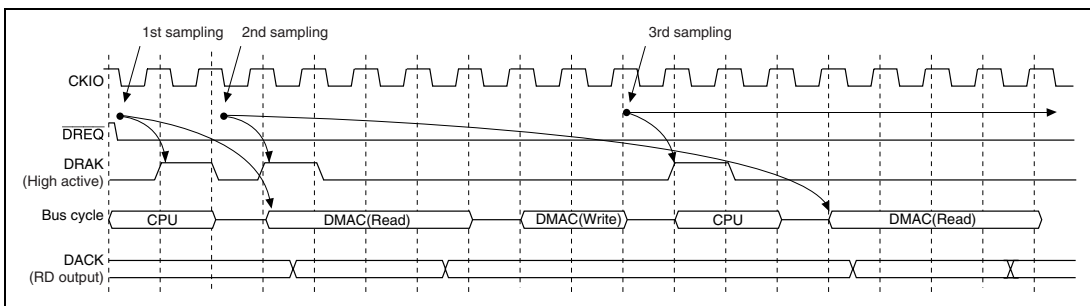 1st sampling 2nd sampling 3rd sampling
CKIO
DREQ
DRAK
(High active)
Bus cycle CPU DMAC(Read) DMAC(Write) CPU DMAC(Read)
DACK
(RD output)